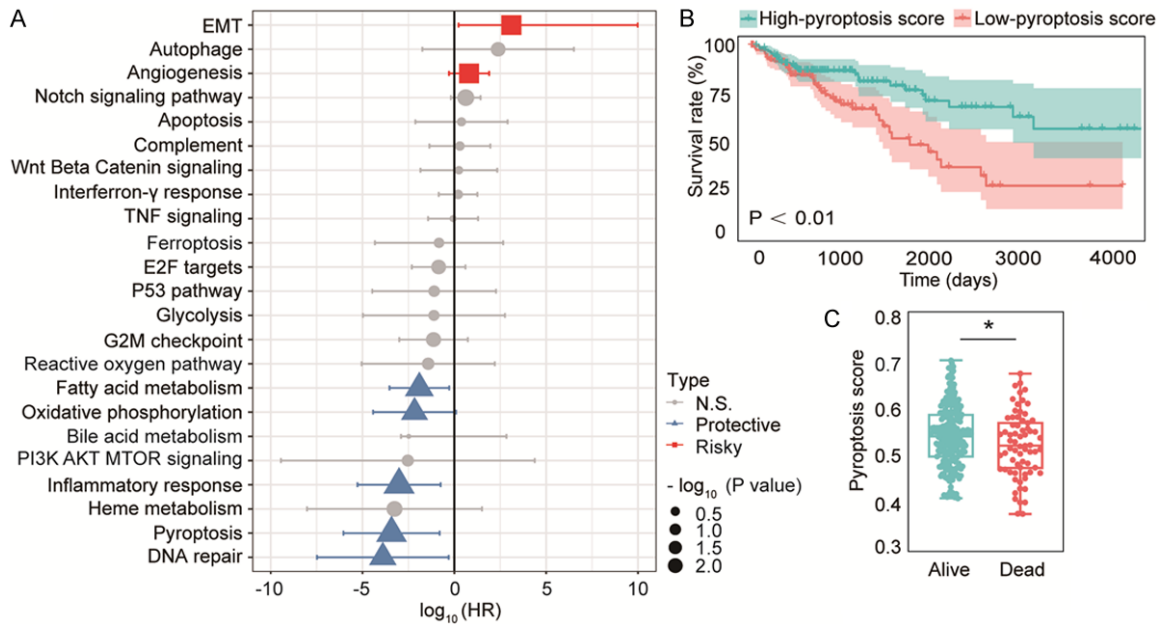 A
EMT
Autophage
Angiogenesis
Notch signaling pathway
Apoptosis
Complement
Wnt Beta Catenin signaling
Interferron-γ response
TNF signaling
Ferroptosis
E2F targets
P53 pathway
Glycolysis
G2M checkpoint
Reactive oxygen pathway
Fatty acid metabolism
Oxidative phosphorylation
Bile acid metabolism
PI3K AKT MTOR signaling
Inflammatory response
Heme metabolism
Pyroptosis
DNA repair
-10 -5 0 5 10
log10 (HR)
Type
N.S.
Protective
Risky
- log10 (P value)
0.5
1.0
1.5
2.0
B
High-pyroptosis score Low-pyroptosis score
Survival rate (%)
100
75
50
25
0
P < 0.01
0 1000 2000 3000 4000
Time (days)
C
Pyroptosis score
0.8
0.7
0.6
0.5
0.4
0.3
*
Alive Dead